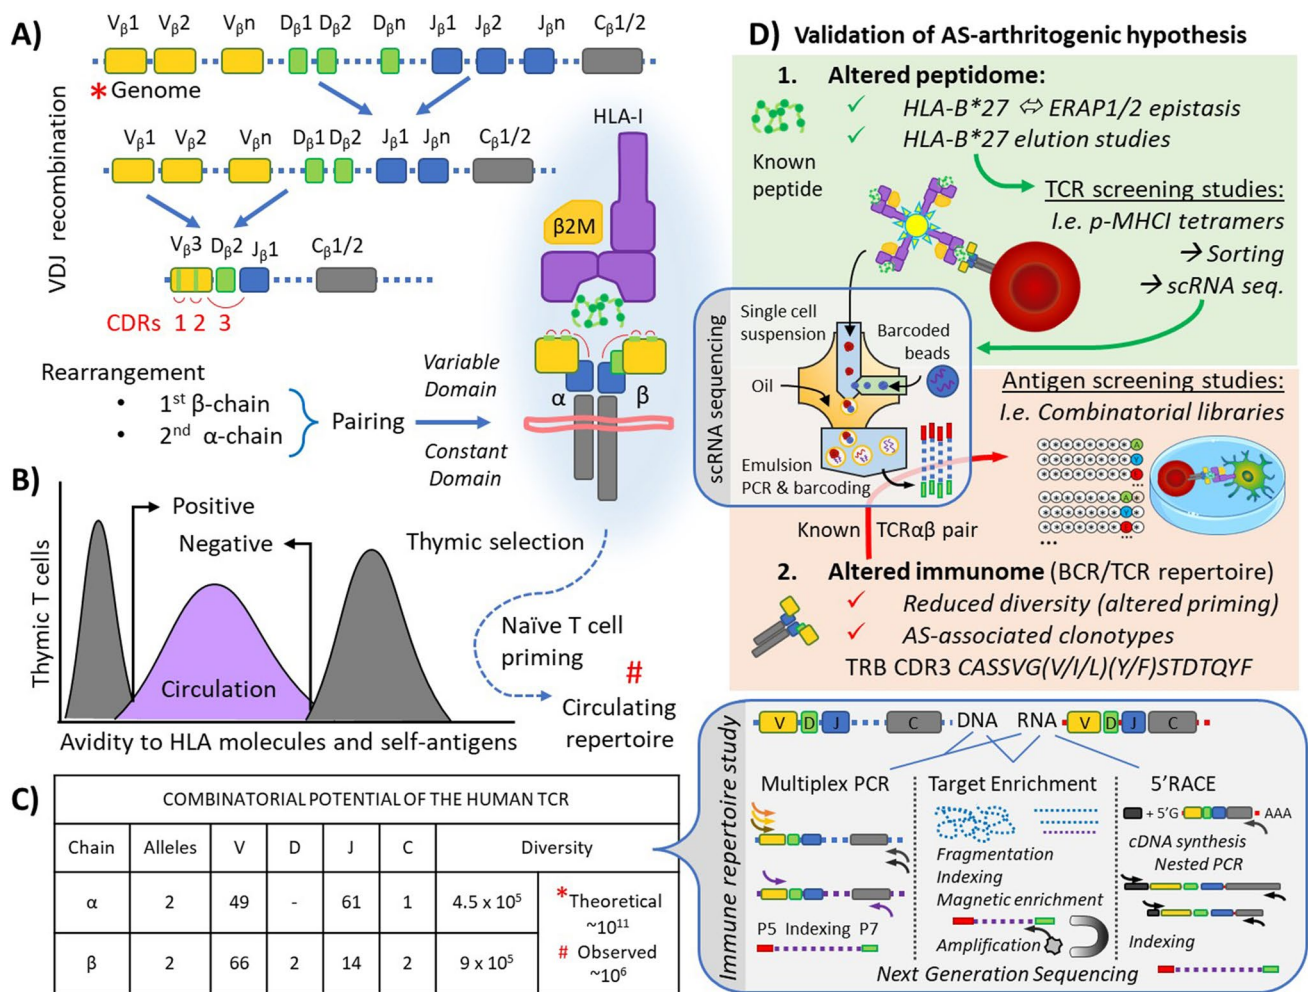 A)
Vβ1 Vβ2 Vβn Dβ1 Dβ2 Dβn Jβ1 Jβ2 Jβn Cβ1/2
* Genome
VDJ recombination
Vβ1 Vβ2 Vβn Dβ1 Dβ2 Jβ1 Jβn Cβ1/2
Vβ3 Dβ2 Jβ1 Cβ1/2
CDRs 1 2 3
Rearrangement
• 1st β-chain
• 2nd α-chain
Pairing
HLA-I
β2M
Variable
Domain
α β
Constant
Domain
B)
Thymic T cells
Positive
Negative
Circulation
Avidity to HLA molecules and self-antigens
Thymic selection
Naïve T cell
priming
#
Circulating
repertoire
C)
COMBINATORIAL POTENTIAL OF THE HUMAN TCR
Chain Alleles V D J C Diversity
α 2 49 - 61 1 4.5 x 10⁵
β 2 66 2 14 2 9 x 10⁵
*Theoretical
~10¹¹
# Observed
~10⁶
D) Validation of AS-arthritogenic hypothesis
1. Altered peptidome:
✓ HLA-B*27 ⇔ ERAP1/2 epistasis
✓ HLA-B*27 elution studies
Known
peptide
TCR screening studies:
I.e. p-MHCI tetramers
→ Sorting
→ scRNA seq.
scRNA sequencing
Single cell
suspension
Barcoded
beads
Oil
Emulsion
PCR & barcoding
Antigen screening studies:
I.e. Combinatorial libraries
A
Y
...
A
Y
...
...
Known TCRαβ pair
2. Altered immunome (BCR/TCR repertoire)
✓ Reduced diversity (altered priming)
✓ AS-associated clonotypes
TRB CDR3 CASSVG(V/I/L)(Y/F)STDTQYF
Immune repertoire study
V D J C DNA RNA V D J C
Multiplex PCR
P5 Indexing P7
Target Enrichment
Fragmentation
Indexing
Magnetic enrichment
Amplification
5'RACE
+ 5'G AAA
cDNA synthesis
Nested PCR
Indexing
Next Generation Sequencing